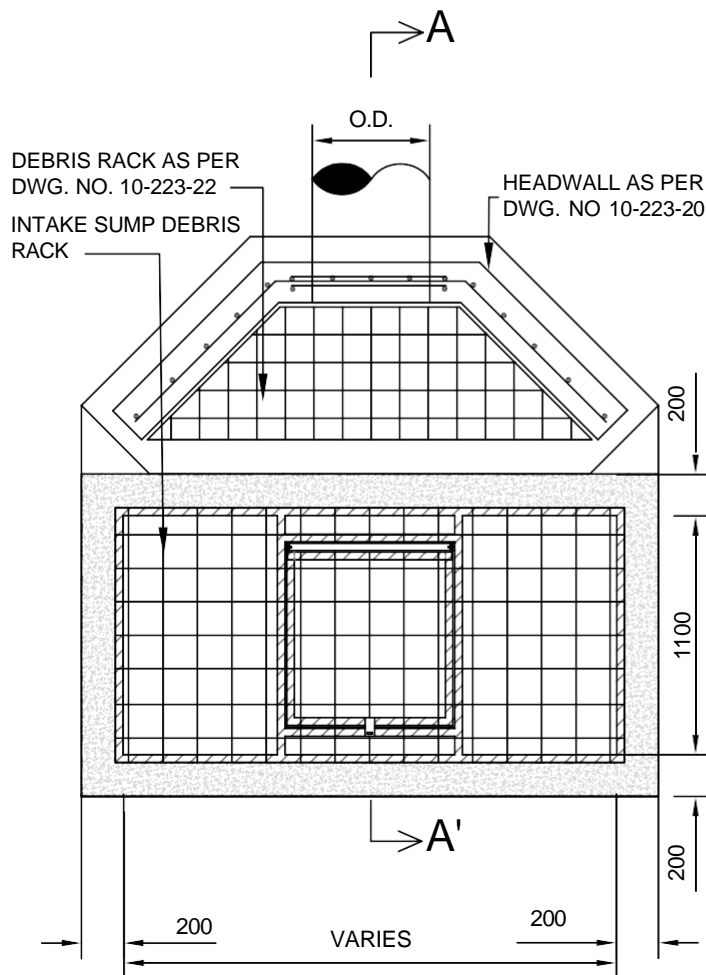 A
O.D.
DEBRIS RACK AS PER
DWG. NO. 10-223-22
HEADWALL AS PER
DWG. NO 10-223-20
INTAKE SUMP DEBRIS
RACK
200
1100
A'
200
200
VARIES
200